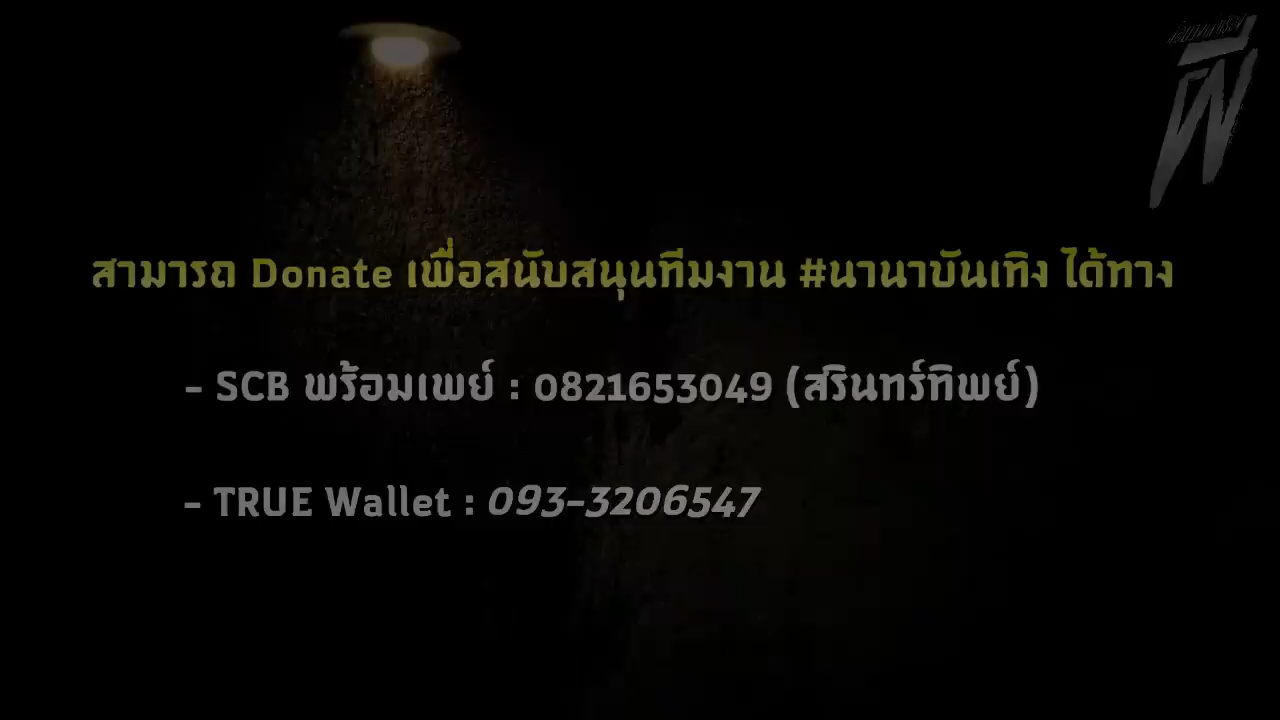 ผี
สามารถ Donate เพื่อสนับสนุนทีมงาน #นานาบันเทิง ได้ทาง
- SCB พร้อมเพย์ : 0821653049 (สรินทร์ทิพย์)
- TRUE Wallet : 093-3206547